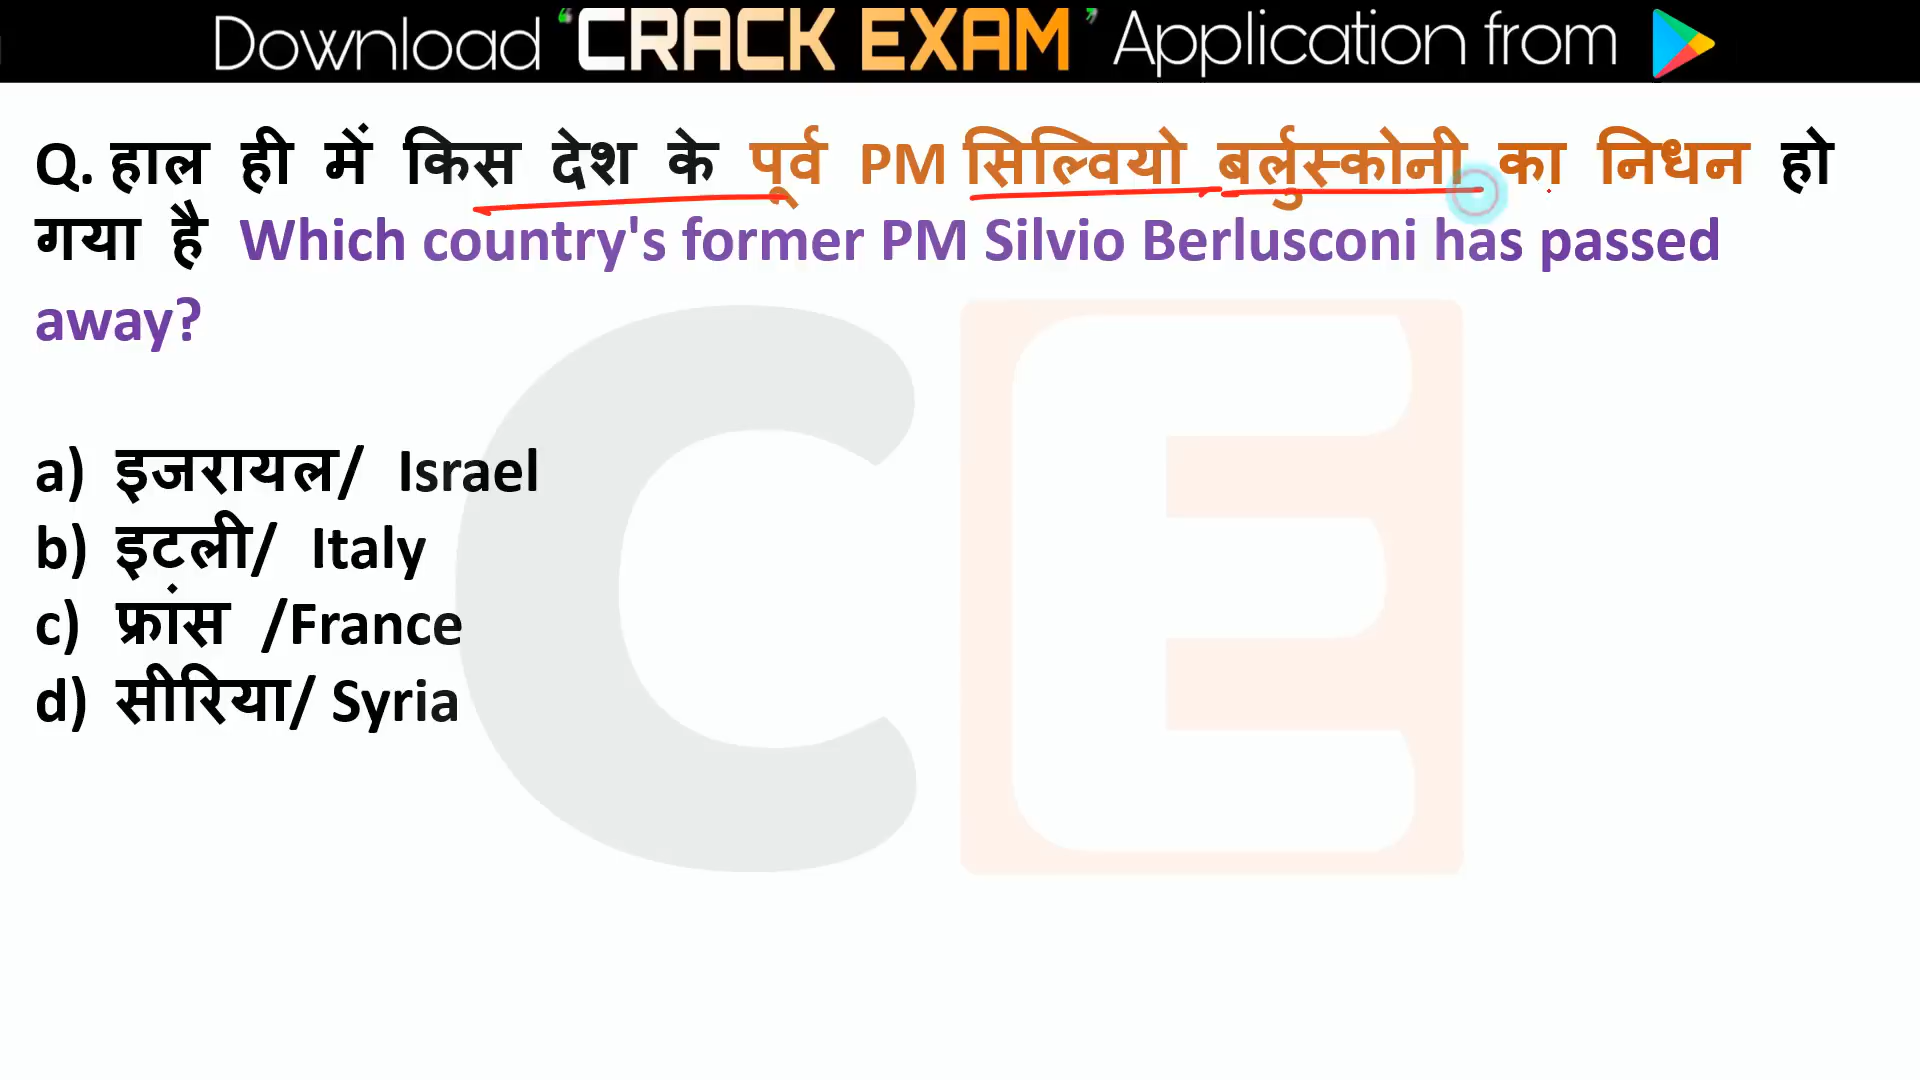 Download ‘CRACK EXAM’ Application from
Q. हाल ही में किस देश के पूर्व PM सिल्वियो बर्लुस्कोनी का निधन हो
गया है Which country's former PM Silvio Berlusconi has passed
away?
a) इजरायल/ Israel
b) इटली/ Italy
c) फ्रांस /France
d) सीरिया/ Syria
CE